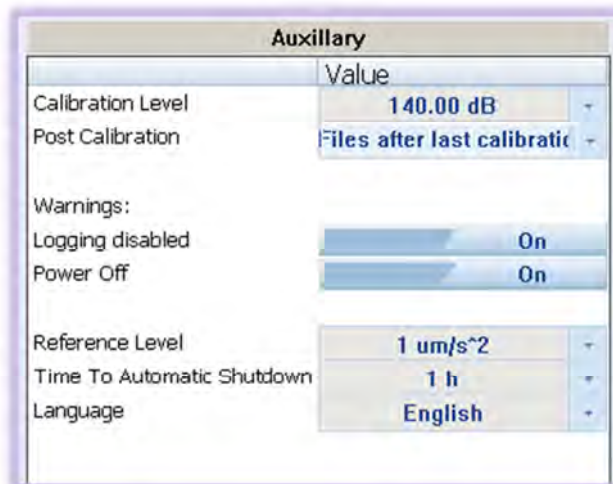 Auxillary
Value
Calibration Level 140.00 dB
Post Calibration Files after last calibratic
Warnings:
Logging disabled On
Power Off On
Reference Level 1 um/s^2
Time To Automatic Shutdown 1 h
Language English